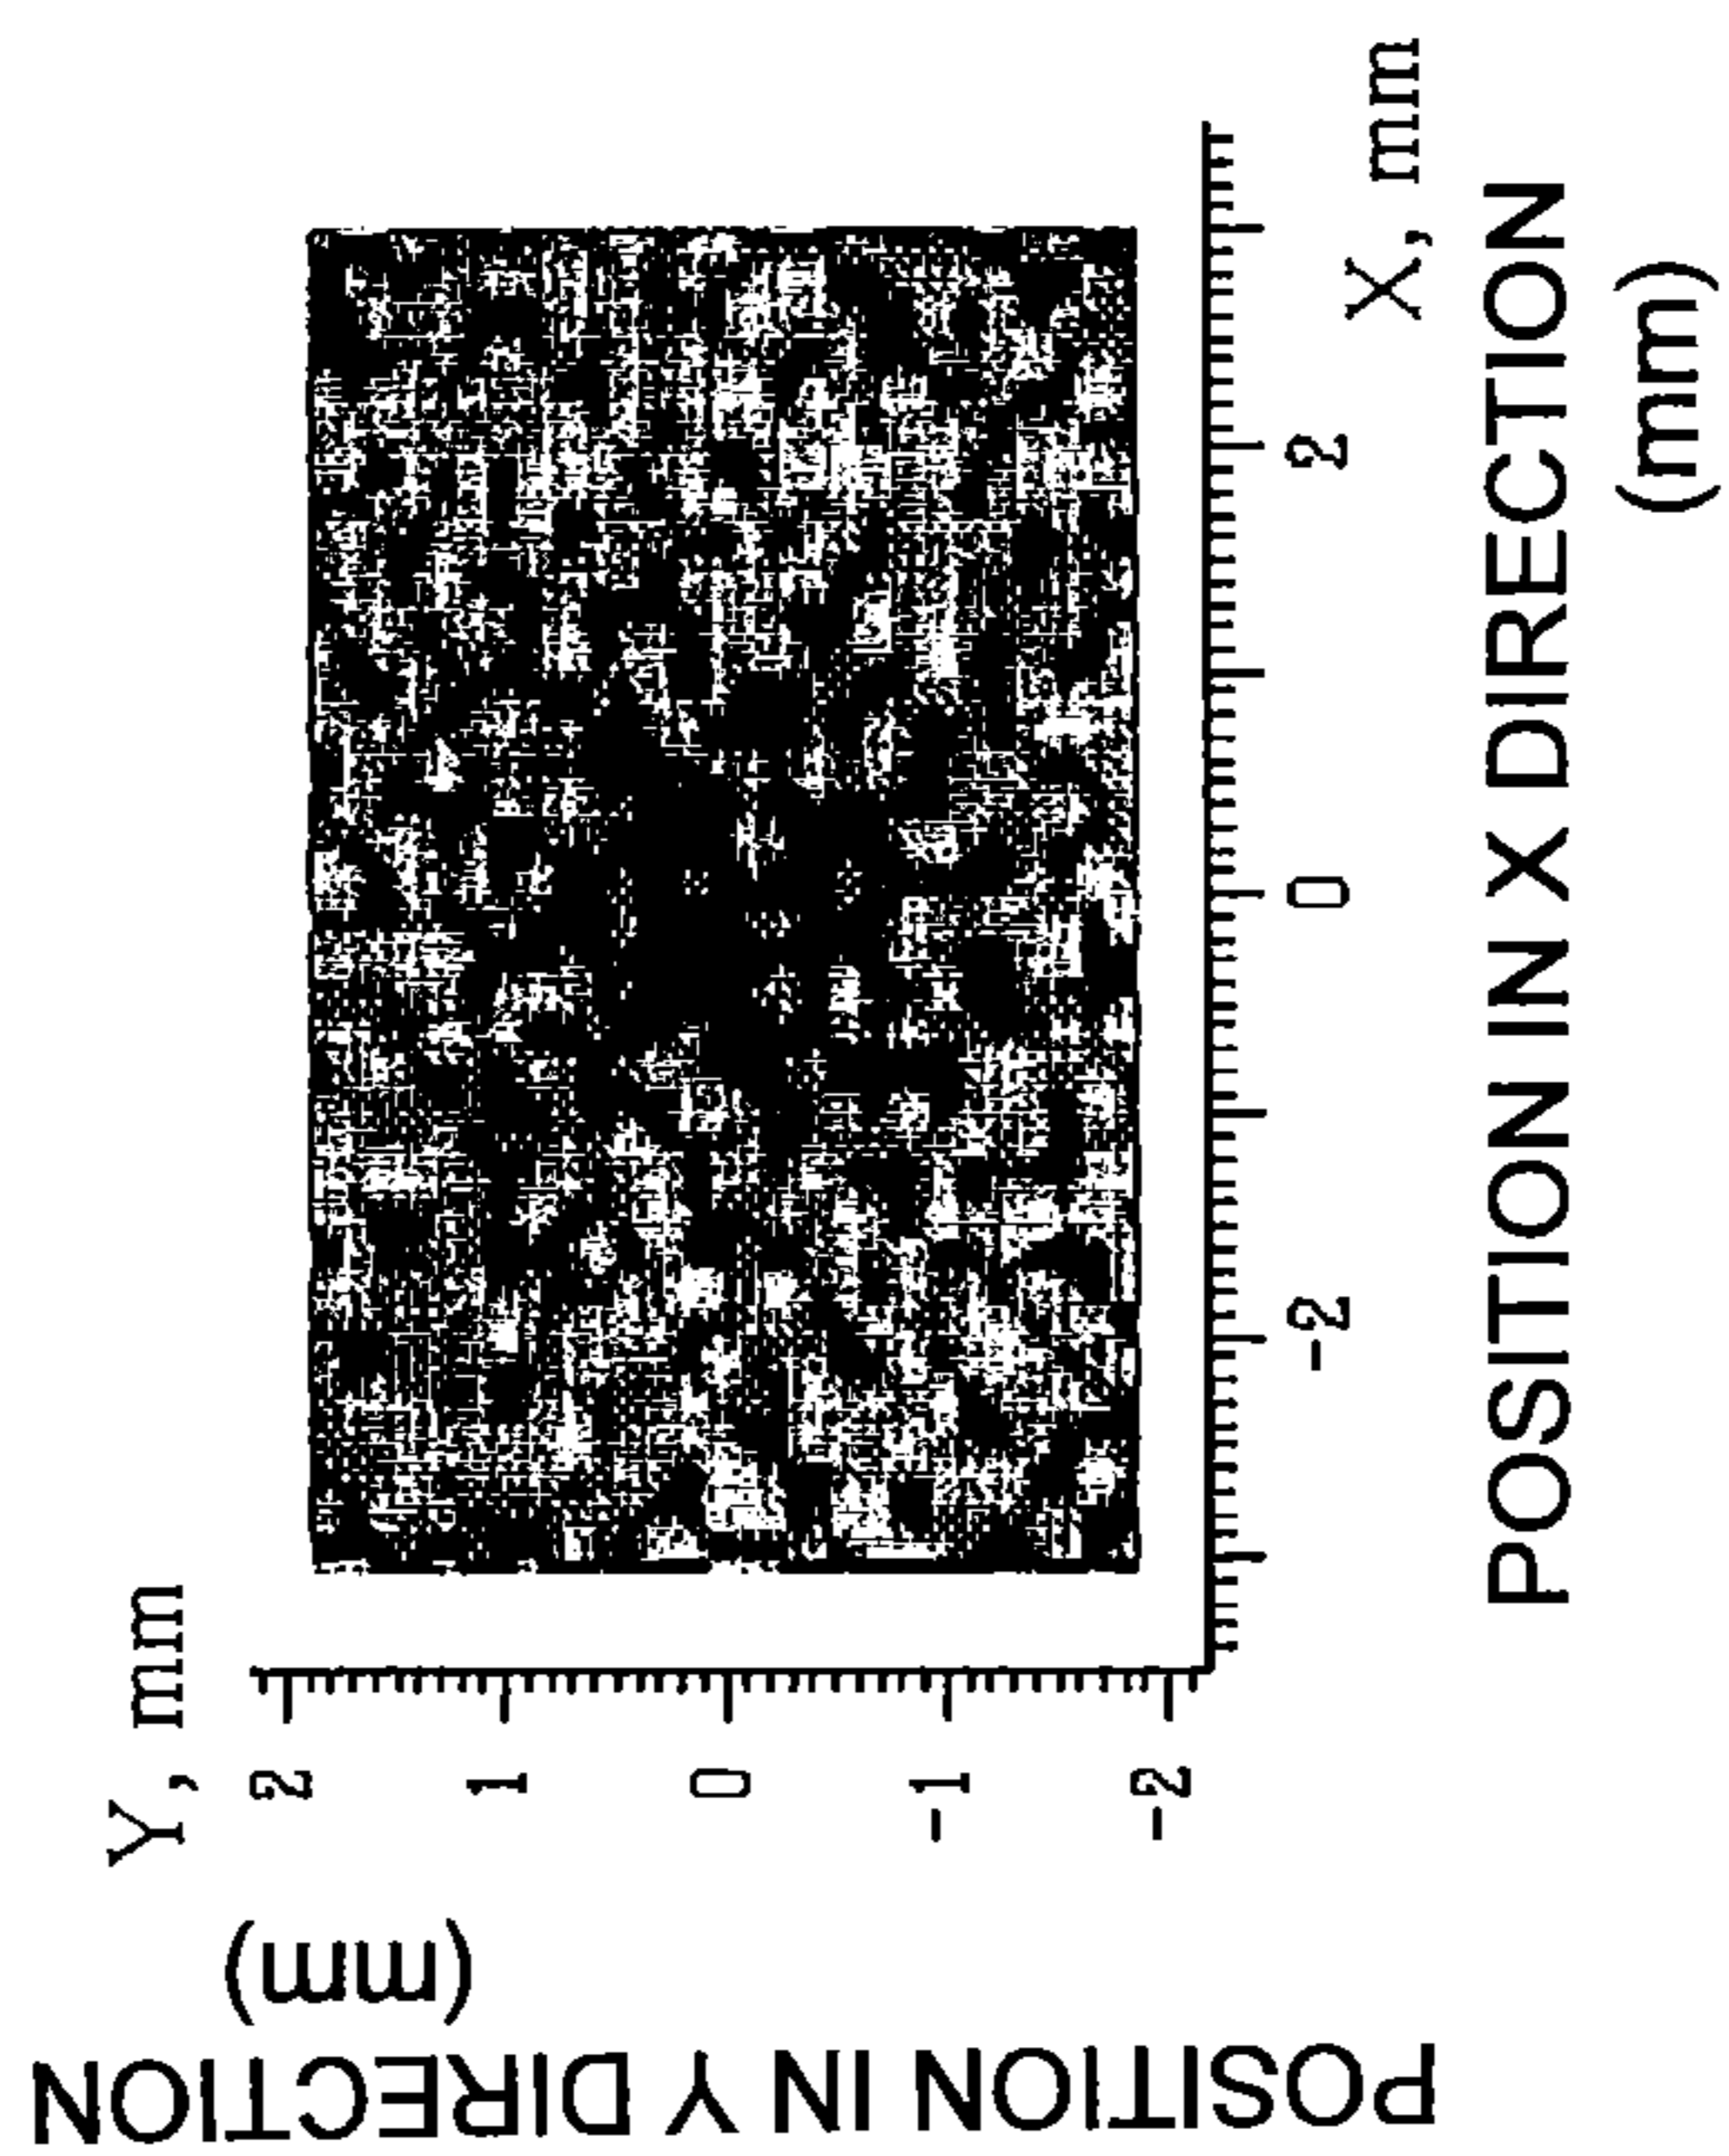 POSITION IN Y DIRECTION
(mm)
Y, mm
2
1
0
-1
-2
-2
0
2
X, mm
POSITION IN X DIRECTION
(mm)